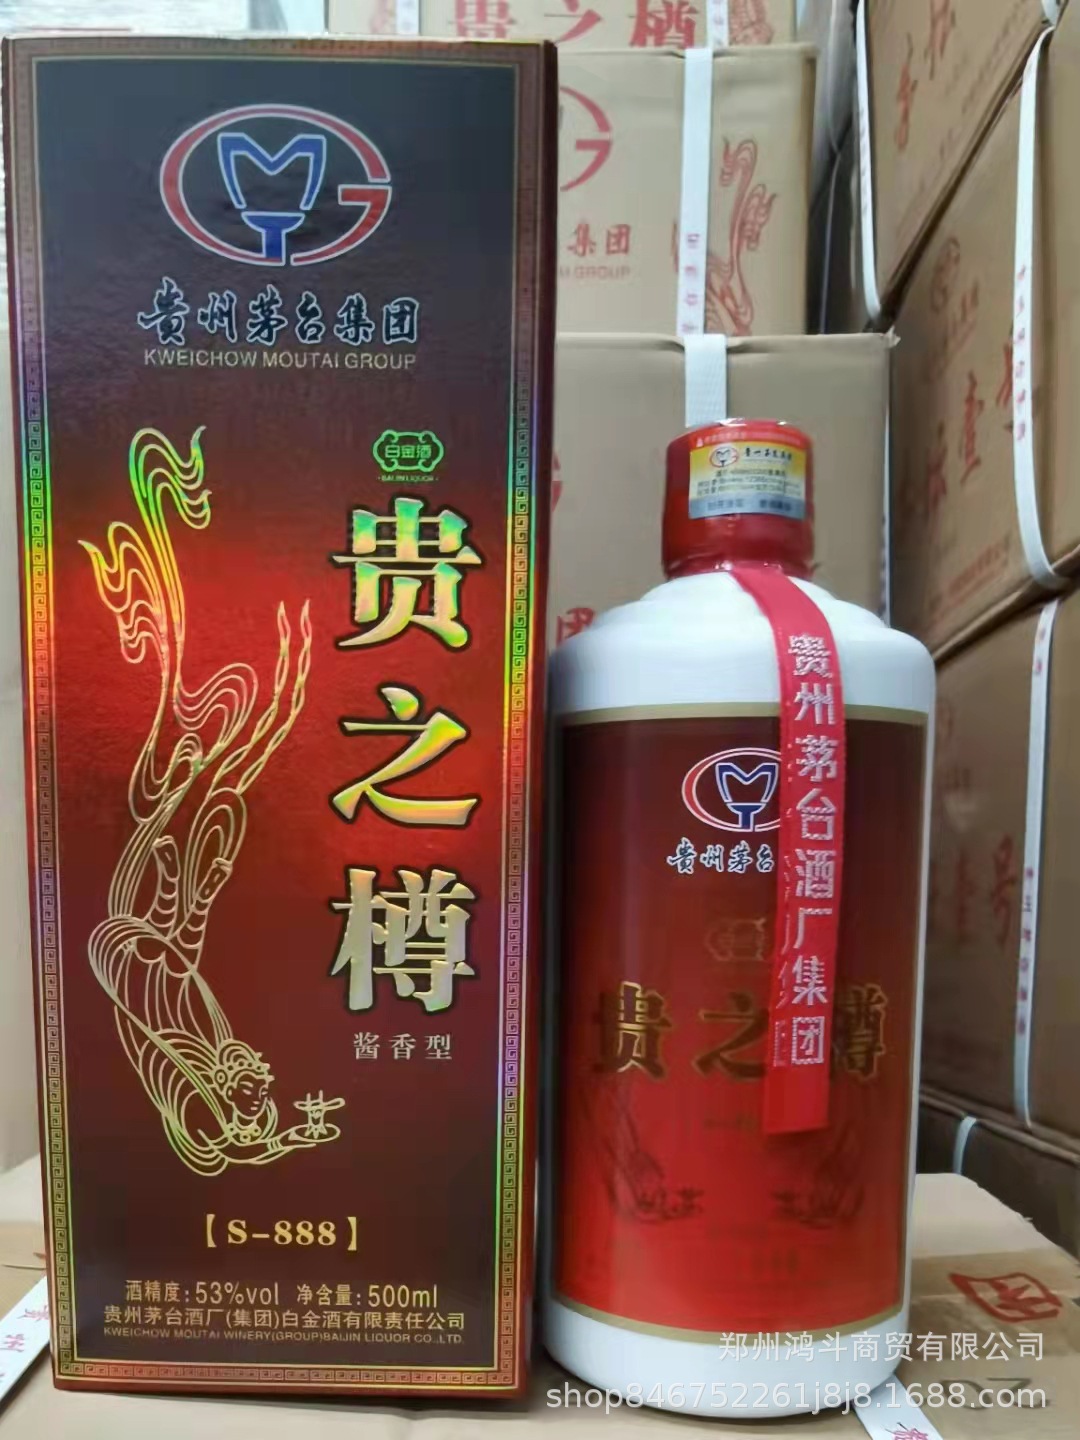 贵州茅台集团
KWEICHOW MOUTAI GROUP
白金酒
BAIJIN LIQUOR
贵之樽
酱香型
【S-888】
酒精度:53%vol 净含量:500ml
贵州茅台酒厂(集团)白金酒有限责任公司
KWEICHOW MOUTAI WINERY(GROUP)BAIJIN LIQUOR CO.,LTD.
贵州茅台酒厂集团
贵州茅台
贵之樽
贵之樽
集团
GROUP
郑州鸿斗商贸有限公司
shop846752261j8j8.1688.com